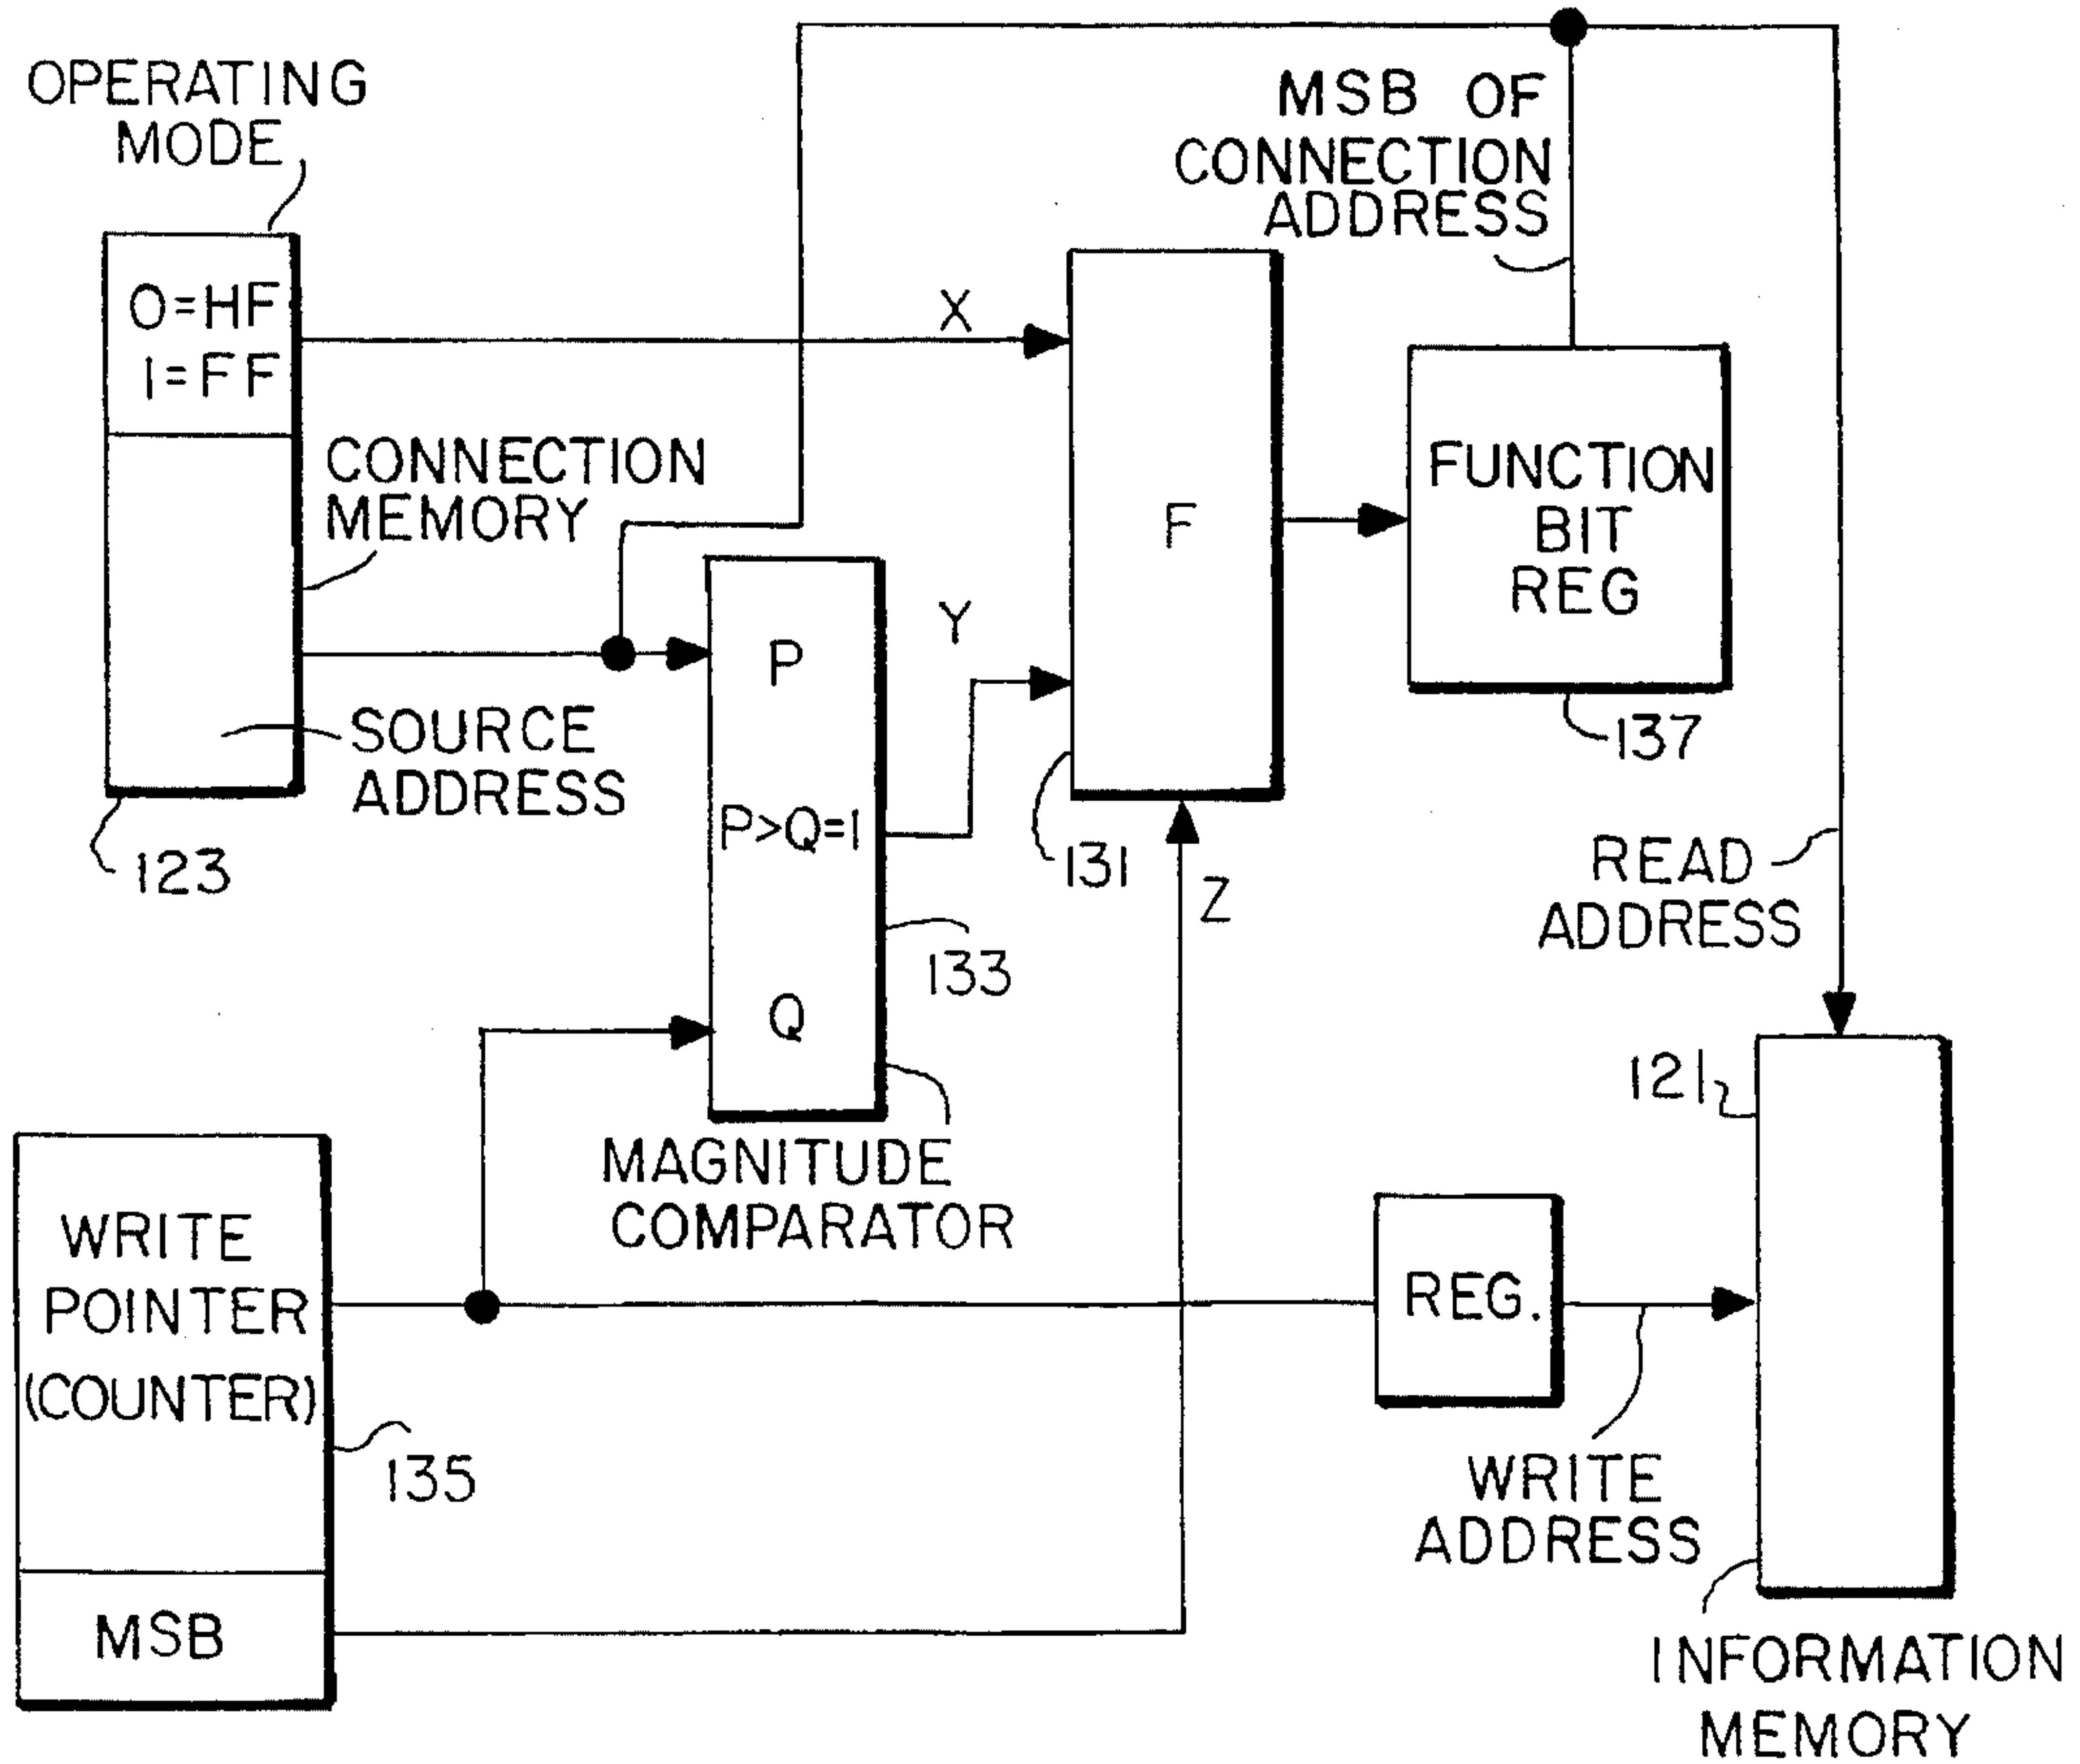 OPERATING
MODE
0=HF
1=FF
CONNECTION
MEMORY
SOURCE
ADDRESS
123
X
Y
Z
P
P>Q=1
Q
133
MAGNITUDE
COMPARATOR
F
131
MSB OF
CONNECTION
ADDRESS
FUNCTION
BIT
REG
137
READ
ADDRESS
121
WRITE
POINTER
(COUNTER)
135
MSB
REG.
WRITE
ADDRESS
INFORMATION
MEMORY